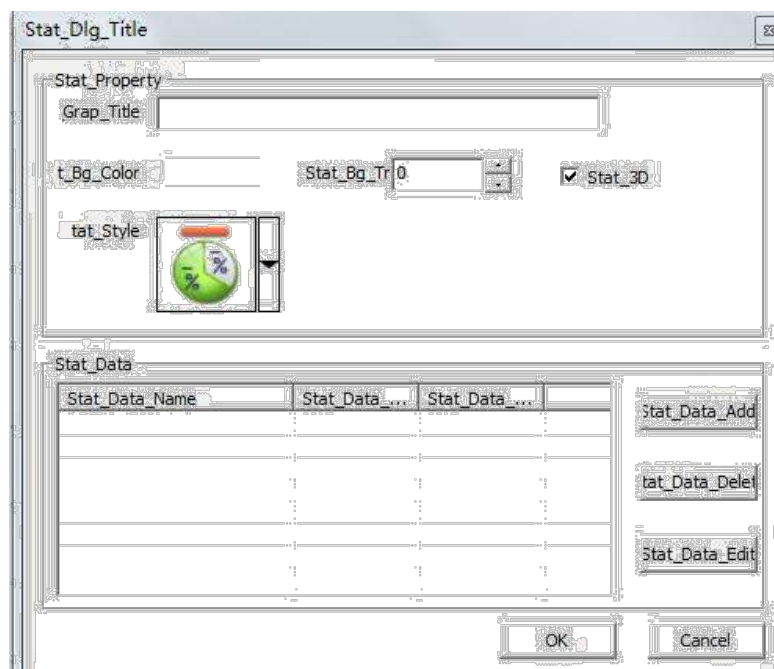 Stat_Dlg_Title
Stat_Property
Grap_Title
t_Bg_Color Stat_Bg_Tr 0 Stat_3D
tat_Style
% %
Stat_Data
Stat_Data_Name Stat_Data_... Stat_Data_...
Stat_Data_Add
tat_Data_Delet
Stat_Data_Edit
OK Cancel